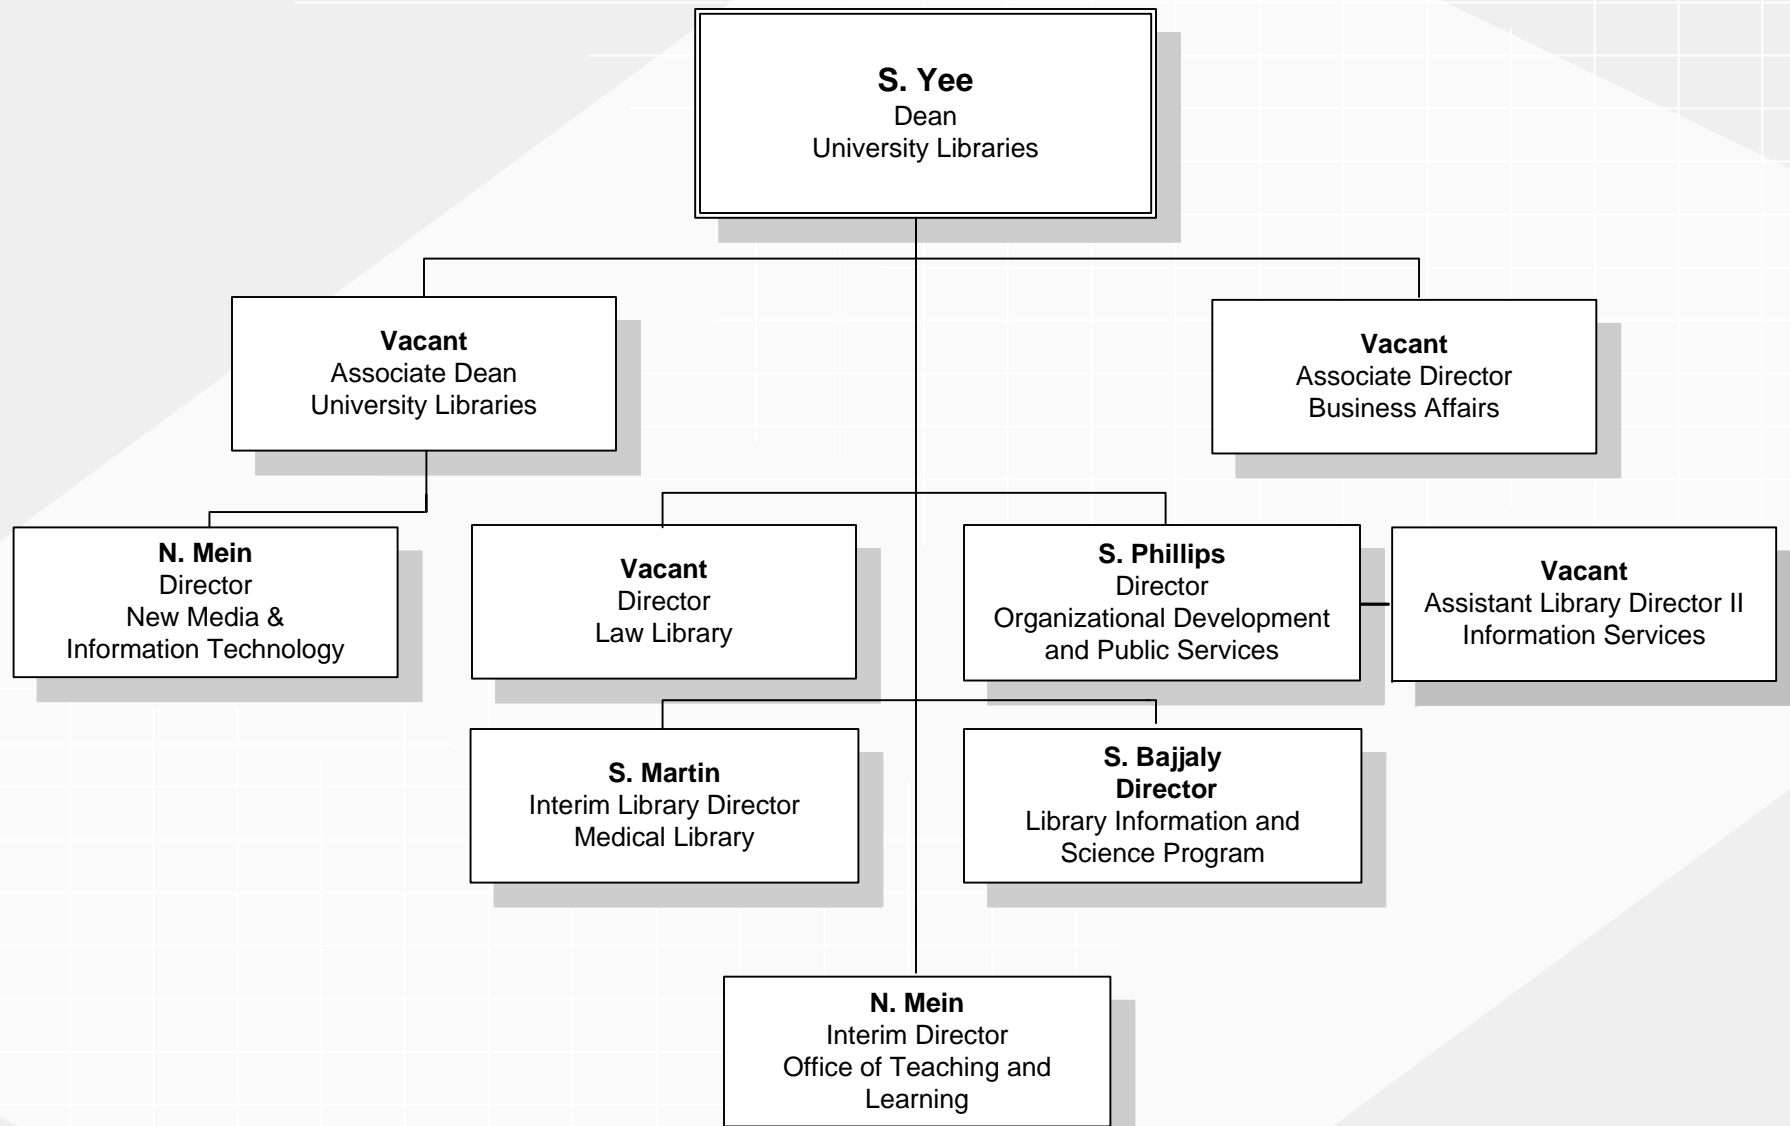 S. Yee
Dean
University Libraries
Vacant
Associate Dean
University Libraries
Vacant
Associate Director
Business Affairs
N. Mein
Director
New Media &
Information Technology
Vacant
Director
Law Library
S. Phillips
Director
Organizational Development
and Public Services
Vacant
Assistant Library Director II
Information Services
S. Martin
Interim Library Director
Medical Library
S. Bajjaly
Director
Library Information and
Science Program
N. Mein
Interim Director
Office of Teaching and
Learning